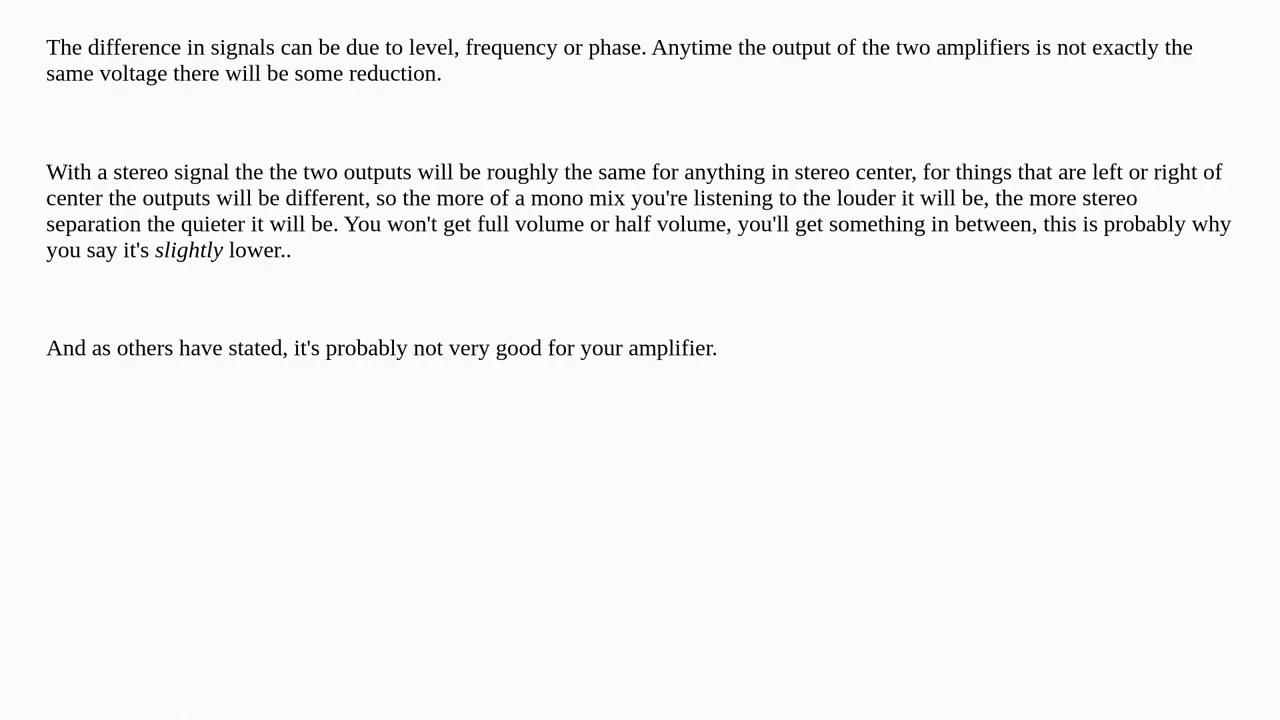 The difference in signals can be due to level, frequency or phase. Anytime the output of the two amplifiers is not exactly the
same voltage there will be some reduction.
With a stereo signal the the two outputs will be roughly the same for anything in stereo center, for things that are left or right of
center the outputs will be different, so the more of a mono mix you're listening to the louder it will be, the more stereo
separation the quieter it will be. You won't get full volume or half volume, you'll get something in between, this is probably why
you say it's slightly lower..
And as others have stated, it's probably not very good for your amplifier.